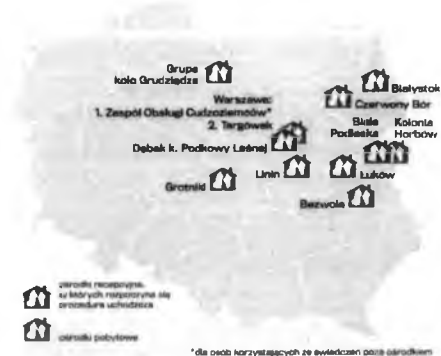 Grupa
koło Grudziądza
Białystok
Czerwony Bór
Warszawa:
1. Zespół Obsługi Cudzoziemców*
2. Targówek
Biała
Podlaska
Kolonia
Horbów
Dębak k. Podkowy Leśnej
Linin
Łuków
Grotniki
Bezwola
ośrodki recepcyjne,
w których rozpoczyna się
procedura uchodźcza
ośrodki pobytowe
*dla osób korzystających ze świadczeń poza ośrodkiem